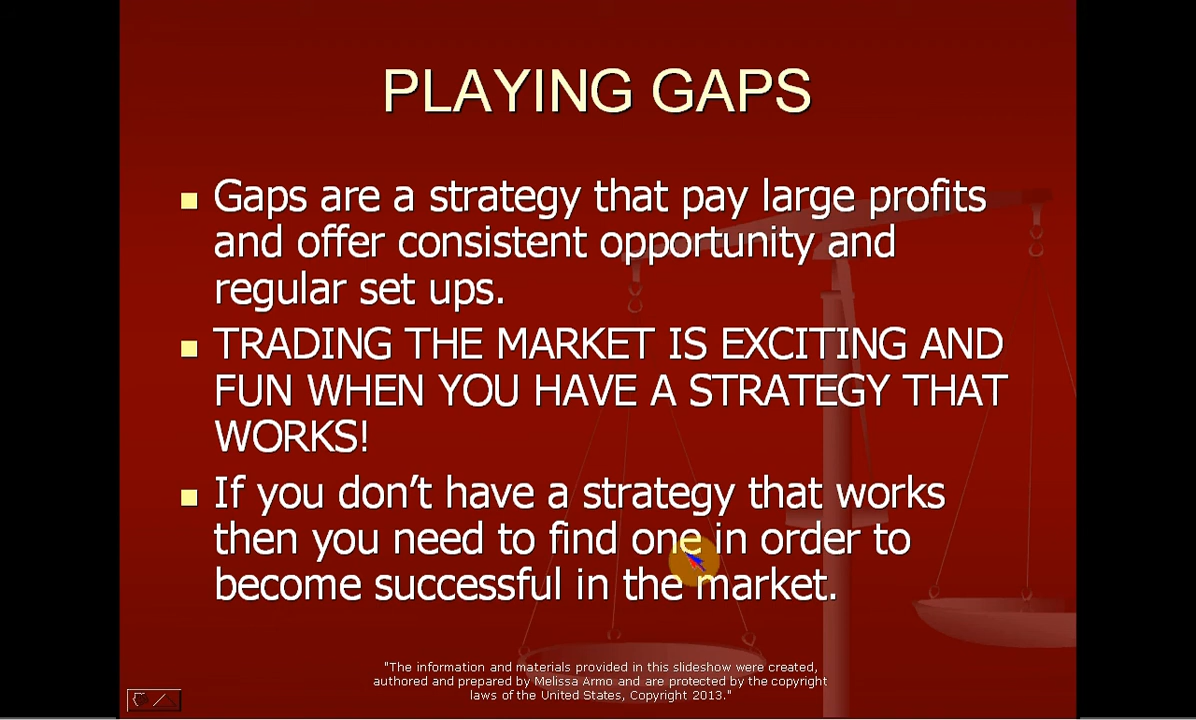 PLAYING GAPS
Gaps are a strategy that pay large profits
and offer consistent opportunity and
regular set ups.
TRADING THE MARKET IS EXCITING AND
FUN WHEN YOU HAVE A STRATEGY THAT
WORKS!
If you don't have a strategy that works
then you need to find one in order to
become successful in the market.
"The information and materials provided in this slideshow were created,
authored and prepared by Melissa Armo and are protected by the copyright
laws of the United States, Copyright 2013."